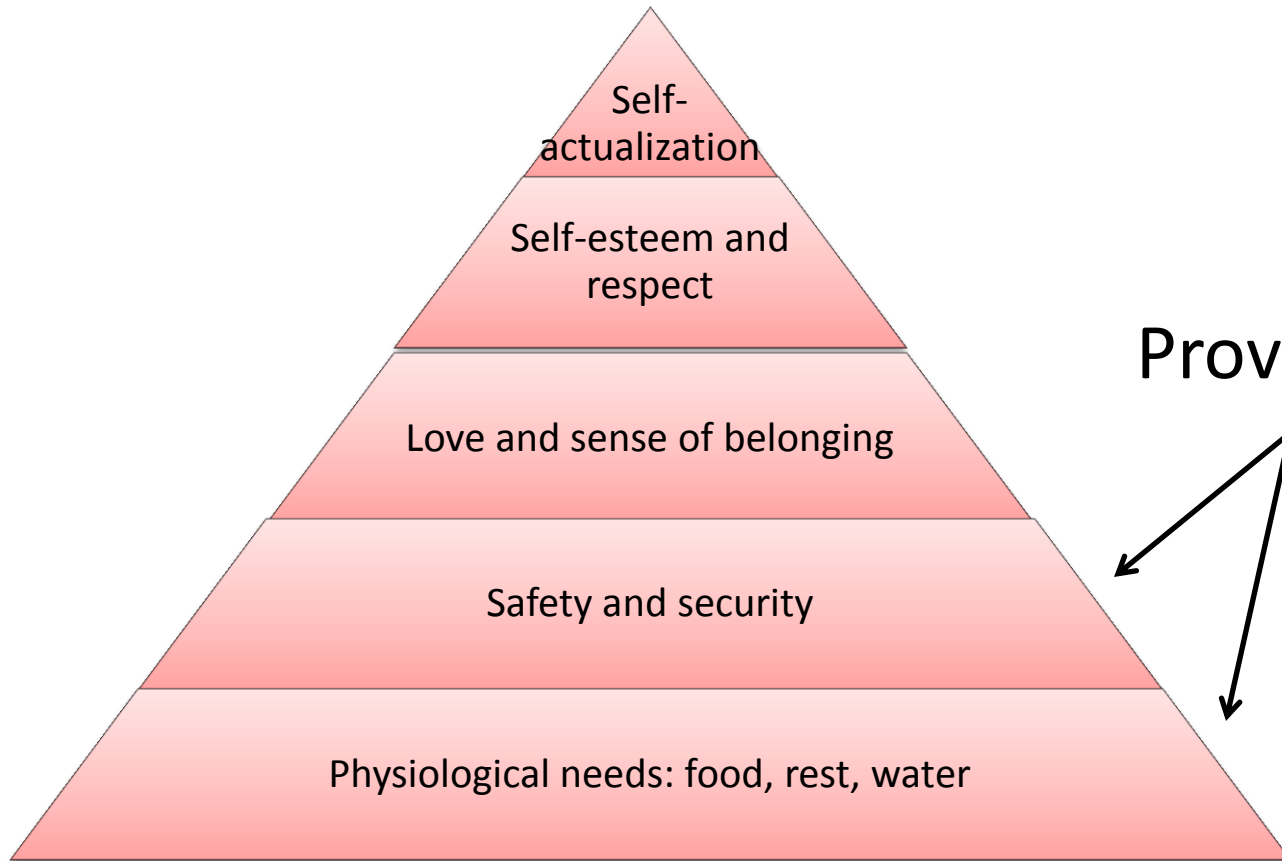 Self-
actualization
Self-esteem and
respect
Prov
Love and sense of belonging
Safety and security
Physiological needs: food, rest, water